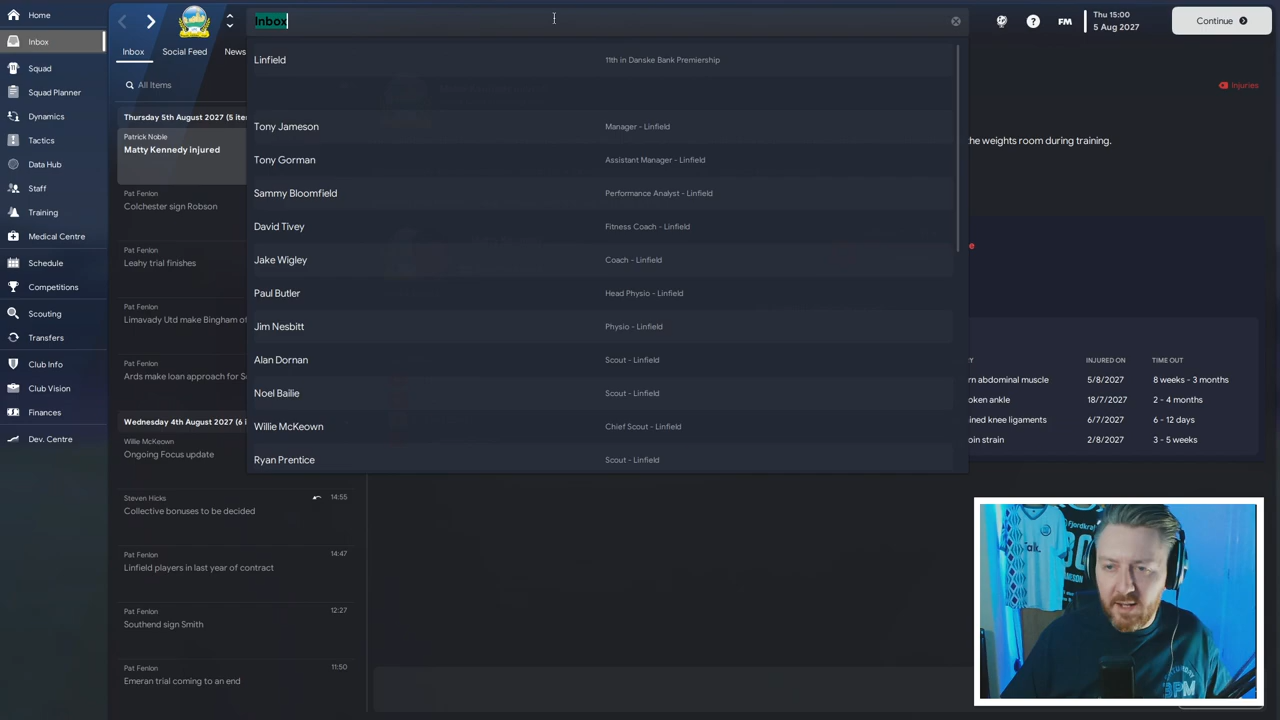 Home
Inbox
Squad
Squad Planner
Dynamics
Tactics
Data Hub
Staff
Training
Medical Centre
Schedule
Competitions
Scouting
Transfers
Club Info
Club Vision
Finances
Dev. Centre
Inbox
FM
Thu 15:00
5 Aug 2027
Continue
Inbox Social Feed News
All Items
Thursday 5th August 2027 (5 ite
Patrick Noble
Matty Kennedy injured
Pat Fenlon
Colchester sign Robson
Pat Fenlon
Leahy trial finishes
Pat Fenlon
Limavady Utd make Bingham of
Pat Fenlon
Ards make loan approach for S
Wednesday 4th August 2027 (6 i
Willie McKeown
Ongoing Focus update
Steven Hicks 14:55
Collective bonuses to be decided
Pat Fenlon 14:47
Linfield players in last year of contract
Pat Fenlon 12:27
Southend sign Smith
Pat Fenlon 11:50
Emeran trial coming to an end
Linfield 11th in Danske Bank Premiership
Tony Jameson Manager - Linfield
Tony Gorman Assistant Manager - Linfield
Sammy Bloomfield Performance Analyst - Linfield
David Tivey Fitness Coach - Linfield
Jake Wigley Coach - Linfield
Paul Butler Head Physio - Linfield
Jim Nesbitt Physio - Linfield
Alan Dornan Scout - Linfield
Noel Bailie Scout - Linfield
Willie McKeown Chief Scout - Linfield
Ryan Prentice Scout - Linfield
Injuries
he weights room during training.
e
Y INJURED ON TIME OUT
rn abdominal muscle 5/8/2027 8 weeks - 3 months
oken ankle 18/7/2027 2 - 4 months
ined knee ligaments 6/7/2027 6 - 12 days
oin strain 2/8/2027 3 - 5 weeks
Fjordkraft
JAMESON
SATURDAY
3PM